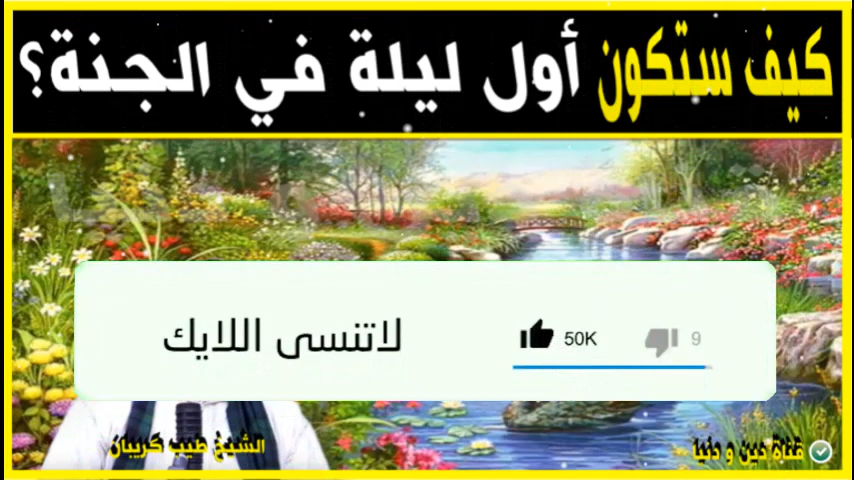 كيف ستكون أول ليلة في الجنة؟
لاتنسى اللايك
50K
9
الشيخ طيب كريبان
قناة دين و دنيا